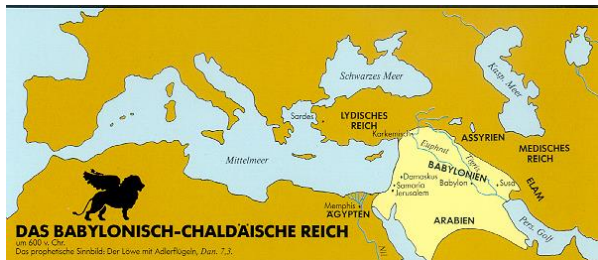 Schwarzes Meer
Kasp. Meer
Sardes
LYDISCHES
REICH
Karkemisch
ASSYRIEN
MEDISCHES
REICH
Euphrat
Tigris
Mittelmeer
BABYLONIEN
Damaskus
Samaria
Babylon
Susa
ELAM
Jerusalem
Memphis
ÄGYPTEN
ARABIEN
Pers. Golf
Nil
DAS BABYLONISCH-CHALDÄISCHE REICH
um 600 v. Chr.
Das prophetische Sinnbild: Der Löwe mit Adlerflügeln, Dan. 7,3.